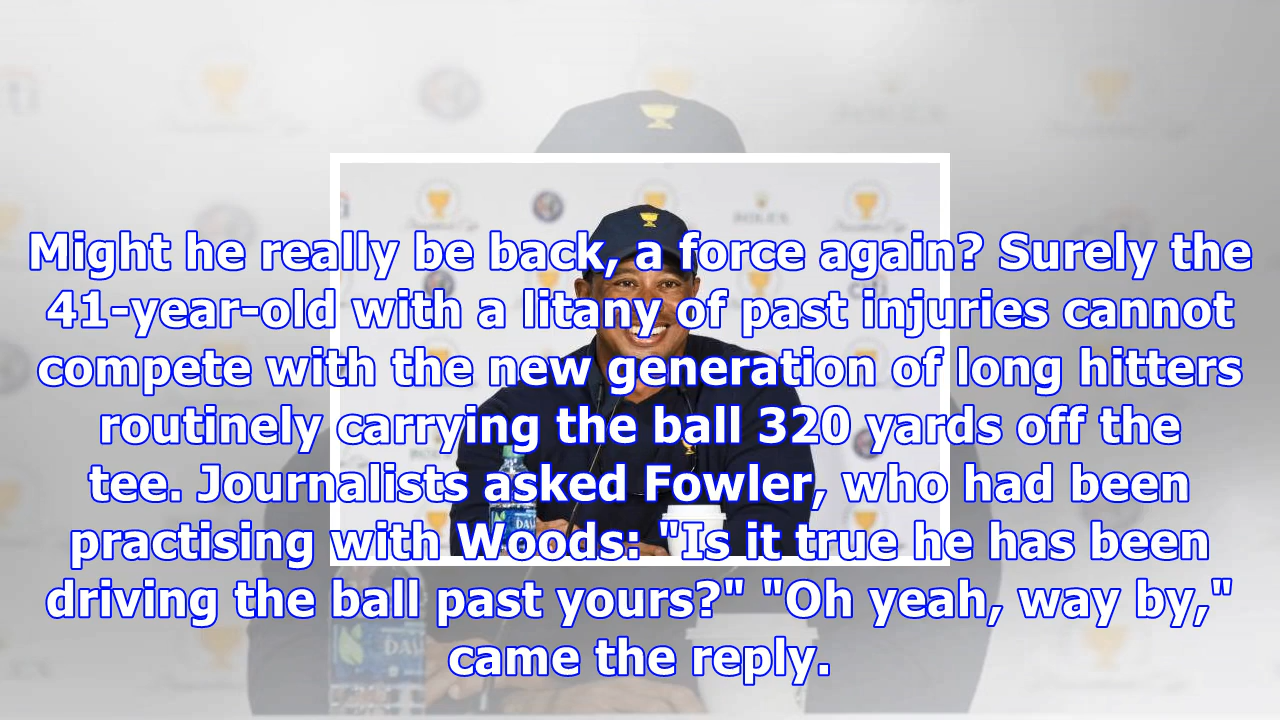 ROLEX
Might he really be back, a force again? Surely the
41-year-old with a litany of past injuries cannot
compete with the new generation of long hitters
routinely carrying the ball 320 yards off the
tee. Journalists asked Fowler, who had been
practising with Woods: "Is it true he has been
driving the ball past yours?" "Oh yeah, way by,"
came the reply.